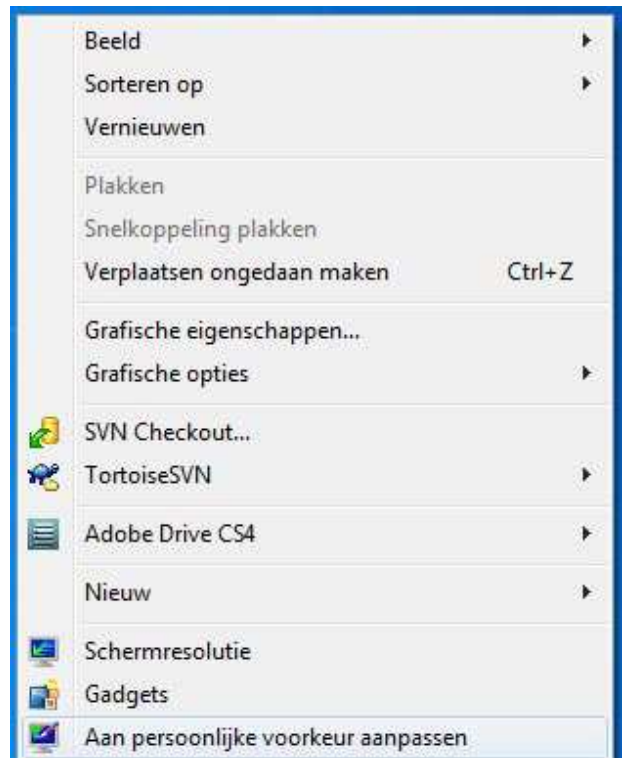 Beeld
Sorteren op
Vernieuwen
Plakken
Snelkoppeling plakken
Verplaatsen ongedaan maken Ctrl+Z
Grafische eigenschappen...
Grafische opties
SVN Checkout...
TortoiseSVN
Adobe Drive CS4
Nieuw
Schermresolutie
Gadgets
Aan persoonlijke voorkeur aanpassen